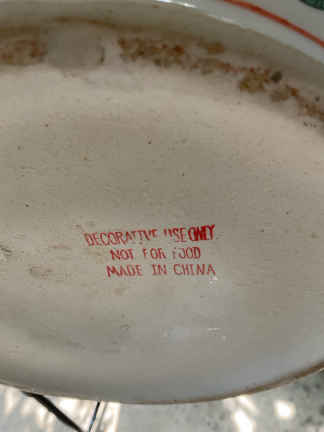 DECORATIVE USE ONLY
NOT FOR FOOD
MADE IN CHINA